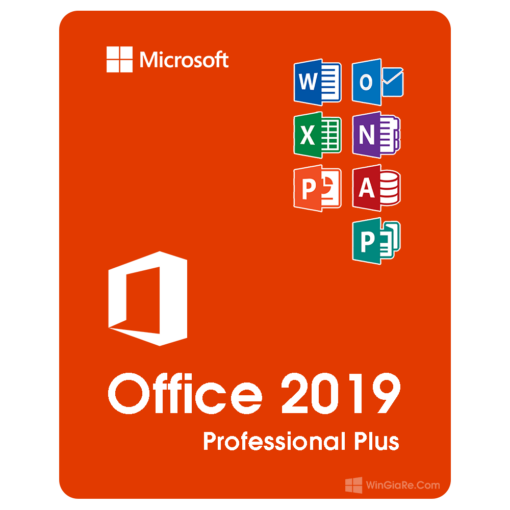 Microsoft
W O
X N
P A
P
Office 2019
Professional Plus
WinGiaRe.Com